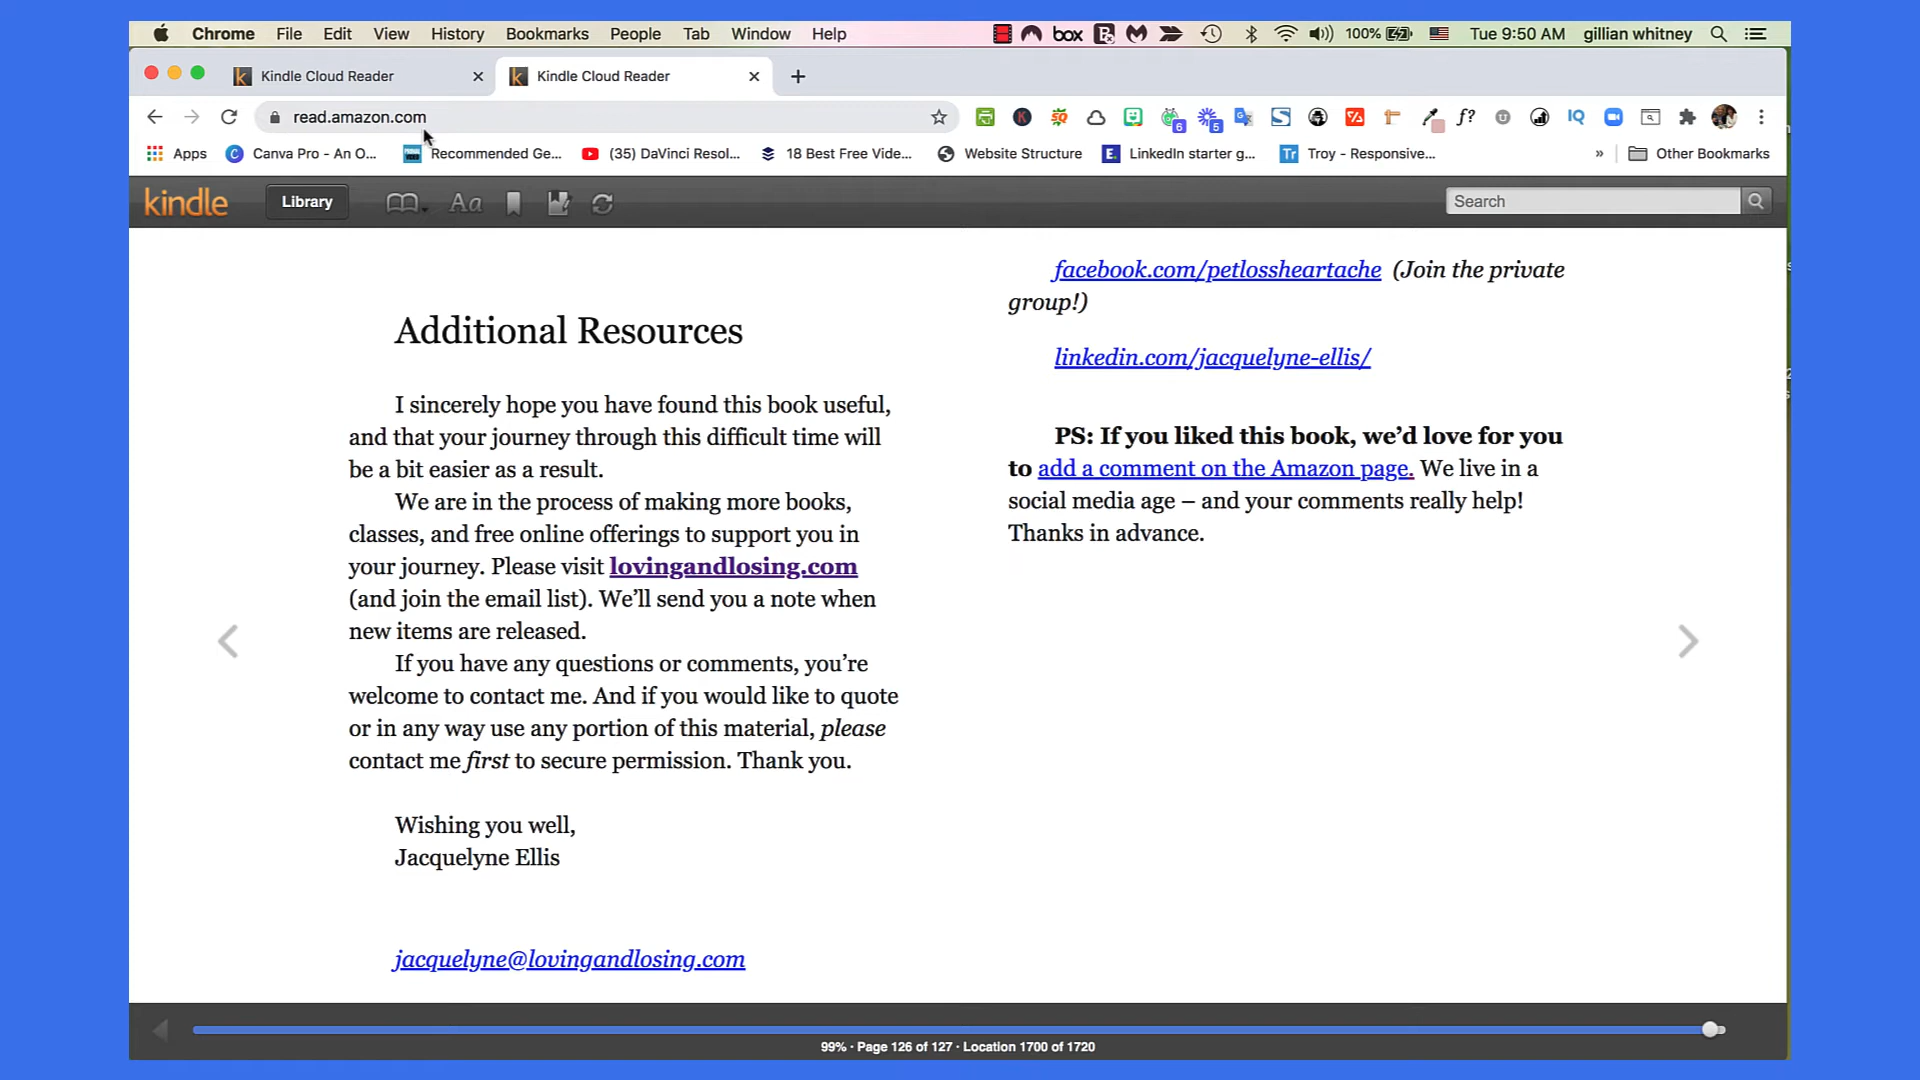 Chrome File Edit View History Bookmarks People Tab Window Help box 100% Tue 9:50 AM gillian whitney
Kindle Cloud Reader Kindle Cloud Reader
read.amazon.com 6 5 f? IQ
Apps Canva Pro - An O... Recommended Ge... (35) DaVinci Resol... 18 Best Free Vide... Website Structure LinkedIn starter g... Troy - Responsive... » Other Bookmarks
kindle Library Aa Search
Additional Resources
I sincerely hope you have found this book useful,
and that your journey through this difficult time will
be a bit easier as a result.
We are in the process of making more books,
classes, and free online offerings to support you in
your journey. Please visit lovingandlosing.com
(and join the email list). We’ll send you a note when
new items are released.
If you have any questions or comments, you’re
welcome to contact me. And if you would like to quote
or in any way use any portion of this material, please
contact me first to secure permission. Thank you.
Wishing you well,
Jacquelyne Ellis
jacquelyne@lovingandlosing.com
facebook.com/petlossheartache (Join the private
group!)
linkedin.com/jacquelyne-ellis/
PS: If you liked this book, we’d love for you
to add a comment on the Amazon page. We live in a
social media age – and your comments really help!
Thanks in advance.
99% · Page 126 of 127 · Location 1700 of 1720